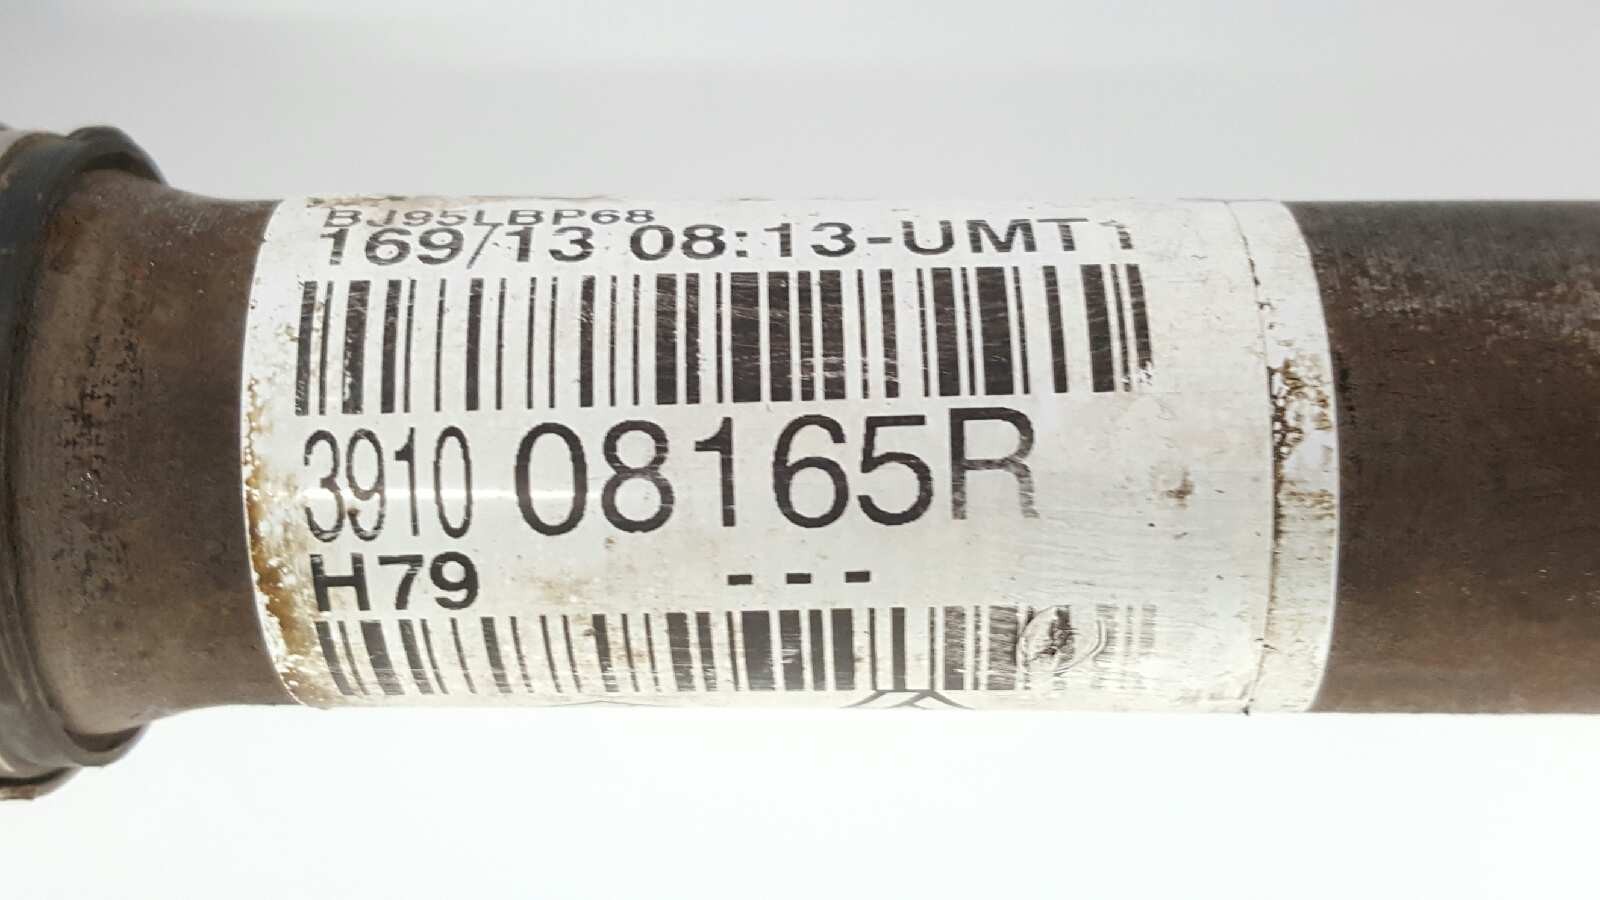 BJ95LBP68
169/13 08:13-UMT1
3910 08165R
H79 ---